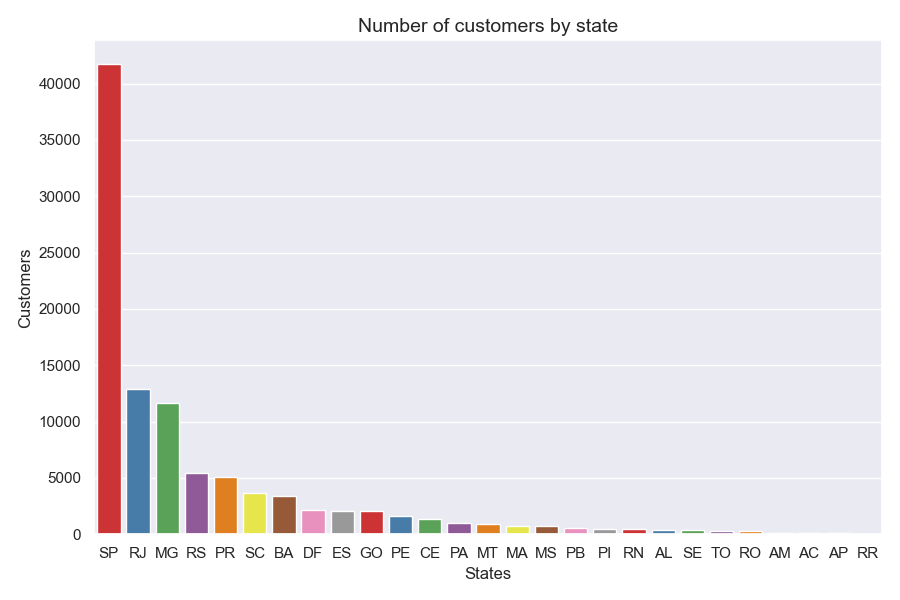 Number of customers by state
Customers
40000
35000
30000
25000
20000
15000
10000
5000
0
SP RJ MG RS PR SC BA DF ES GO PE CE PA MT MA MS PB PI RN AL SE TO RO AM AC AP RR
States